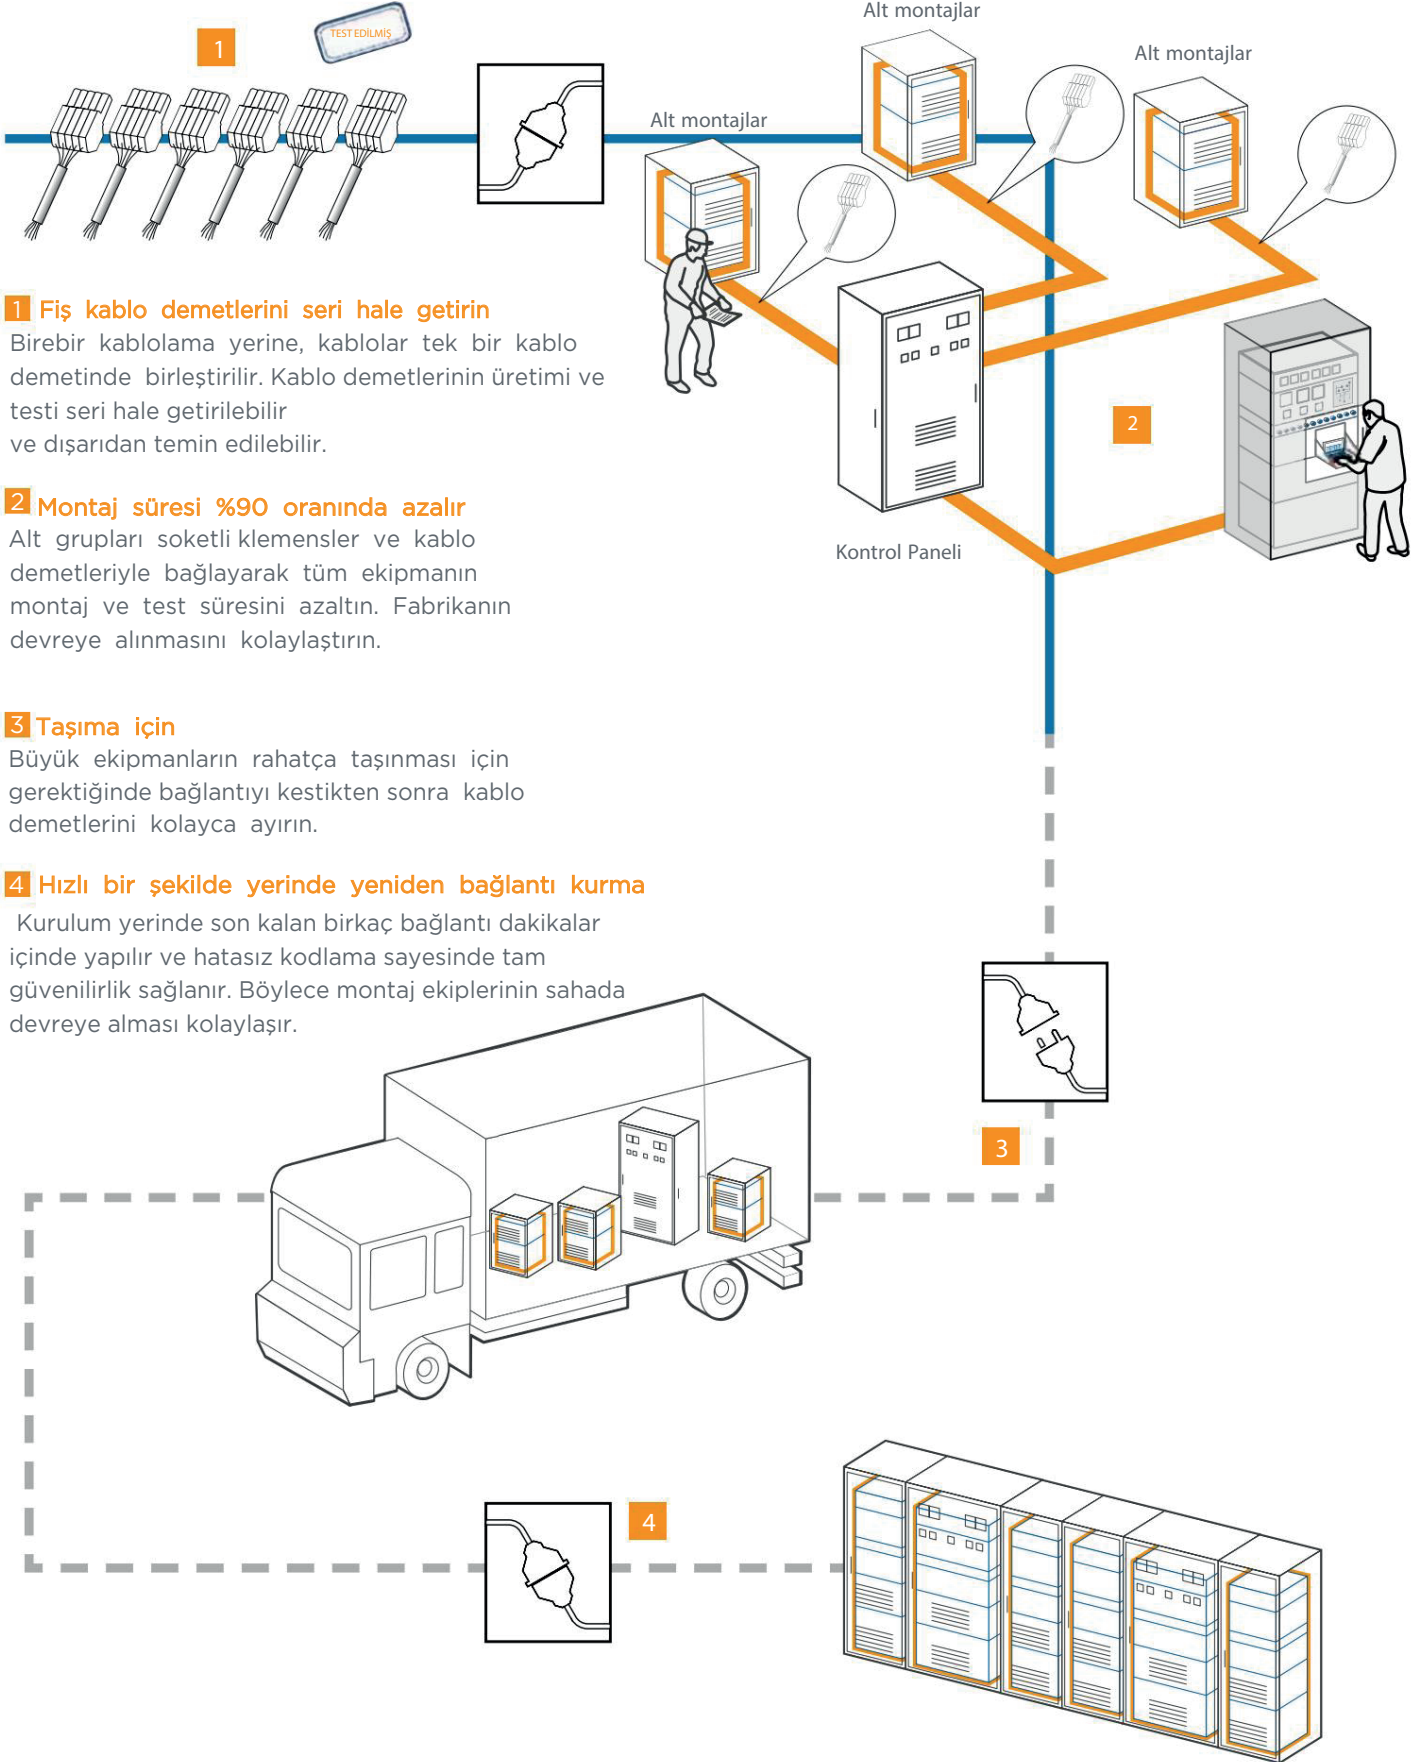 1
TEST EDİLMİŞ
Alt montajlar
Alt montajlar
Alt montajlar
1 Fiş kablo demetlerini seri hale getirin
Birebir kablolama yerine, kablolar tek bir kablo
demetinde birleştirilir. Kablo demetlerinin üretimi ve
testi seri hale getirilebilir
ve dışarıdan temin edilebilir.
2
2 Montaj süresi %90 oranında azalır
Alt grupları soketli klemensler ve kablo
demetleriyle bağlayarak tüm ekipmanın
montaj ve test süresini azaltın. Fabrikanın
devreye alınmasını kolaylaştırın.
Kontrol Paneli
3 Taşıma için
Büyük ekipmanların rahatça taşınması için
gerektiğinde bağlantıyı kestikten sonra kablo
demetlerini kolayca ayırın.
4 Hızlı bir şekilde yerinde yeniden bağlantı kurma
Kurulum yerinde son kalan birkaç bağlantı dakikalar
içinde yapılır ve hatasız kodlama sayesinde tam
güvenilirlik sağlanır. Böylece montaj ekiplerinin sahada
devreye alması kolaylaşır.
3
4